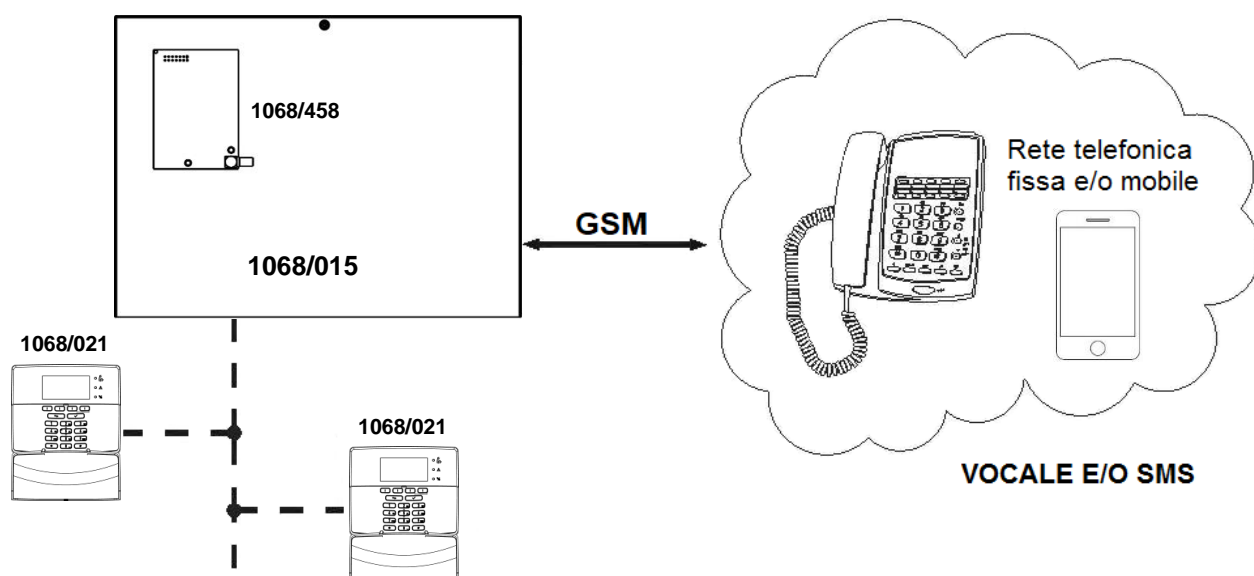 1068/458
1068/015
GSM
Rete telefonica
fissa e/o mobile
1068/021
1068/021
VOCALE E/O SMS